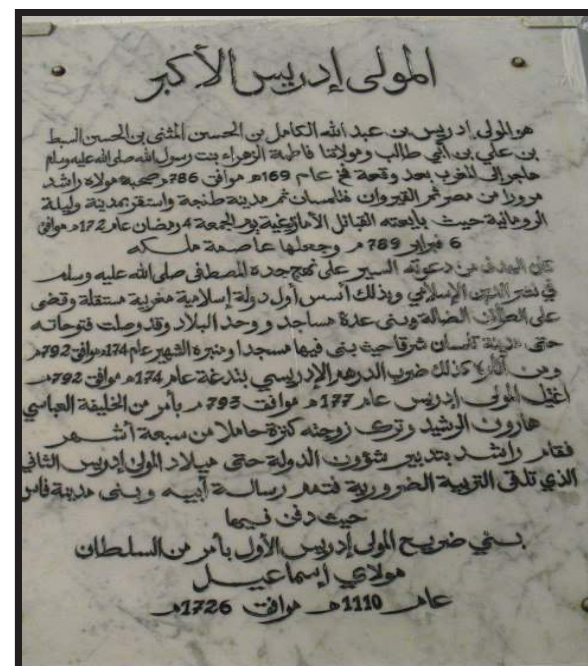 المولى إدريس الأكبر
هو المولى إدريس بن عبد الله الكامل بن الحسن المثنى بن الحسن السبط
بن علي بن أبي طالب ومولاتنا فاطمة الزهراء بنت رسول الله صلى الله عليه وسلم
هاجر إلى المغرب بعد وقعة فخ عام 169هـ موافق 786م صحبة مولاه راشد
مرورا من مصر ثم القيروان فتلمسان ثم مدينة طنجة واستقر بمدينة وليلة
الرومانية حيث بايعته القبائل الأمازيغية يوم الجمعة 4 رمضان عام 172هـ موافق
6 فبراير 789م وجعلها عاصمة ملكه
كان الهدف من دعوته السير على نهج جده المصطفى صلى الله عليه وسلم
في نشر الدين الإسلامي وبذلك أسس أول دولة إسلامية مغربية مستقلة وقضى
على الطوائف الضالة وبنى عدة مساجد ووحد البلاد وقد وصلت فتوحاته
حتى مدينة تلمسان شرقا حيث بنى فيها مسجدا ومنبره الشهير عام 174هـ موافق 792م
ومن آثاره كذلك ضرب الدرهم الإدريسي بتدغة عام 174هـ موافق 792م
اغتيل المولى إدريس عام 177هـ موافق 793م بأمر من الخليفة العباسي
هارون الرشيد وترك زوجته كنزة حاملا من سبعة أشهر
فقام راشد بتدبير شؤون الدولة حتى ميلاد المولى إدريس الثاني
الذي تلقى التربية الضرورية فتمم رسالة أبيه وبنى مدينة فاس
حيث دفن فيها
بني ضريح المولى إدريس الأول بأمر من السلطان
مولاي إسماعيل
عام 1110هـ موافق 1726م